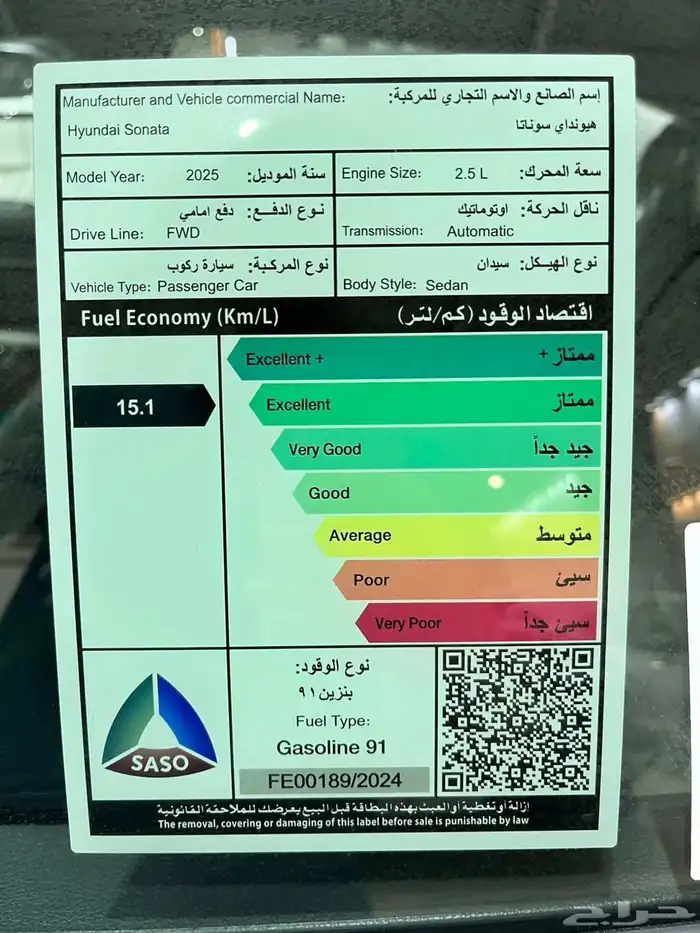 Manufacturer and Vehicle commercial Name: إسم الصانع والاسم التجاري للمركبة:
Hyundai Sonata هيونداي سوناتا
Model Year: 2025 سنة الموديل:
Engine Size: 2.5 L سعة المحرك:
نوع الدفع: دفع امامي
Drive Line: FWD
ناقل الحركة: اوتوماتيك
Transmission: Automatic
نوع المركبة: سيارة ركوب
Vehicle Type: Passenger Car
نوع الهيكل: سيدان
Body Style: Sedan
Fuel Economy (Km/L) اقتصاد الوقود (كم/لتر)
Excellent + ممتاز +
15.1
Excellent ممتاز
Very Good جيد جداً
Good جيد
Average متوسط
Poor سيئ
Very Poor سيئ جداً
SASO
نوع الوقود:
بنزين ٩١
Fuel Type:
Gasoline 91
FE00189/2024
إزالة أو تغطية أو العبث بهذه البطاقة قبل البيع يعرضك للملاحقة القانونية
The removal, covering or damaging of this label before sale is punishable by law
حراج